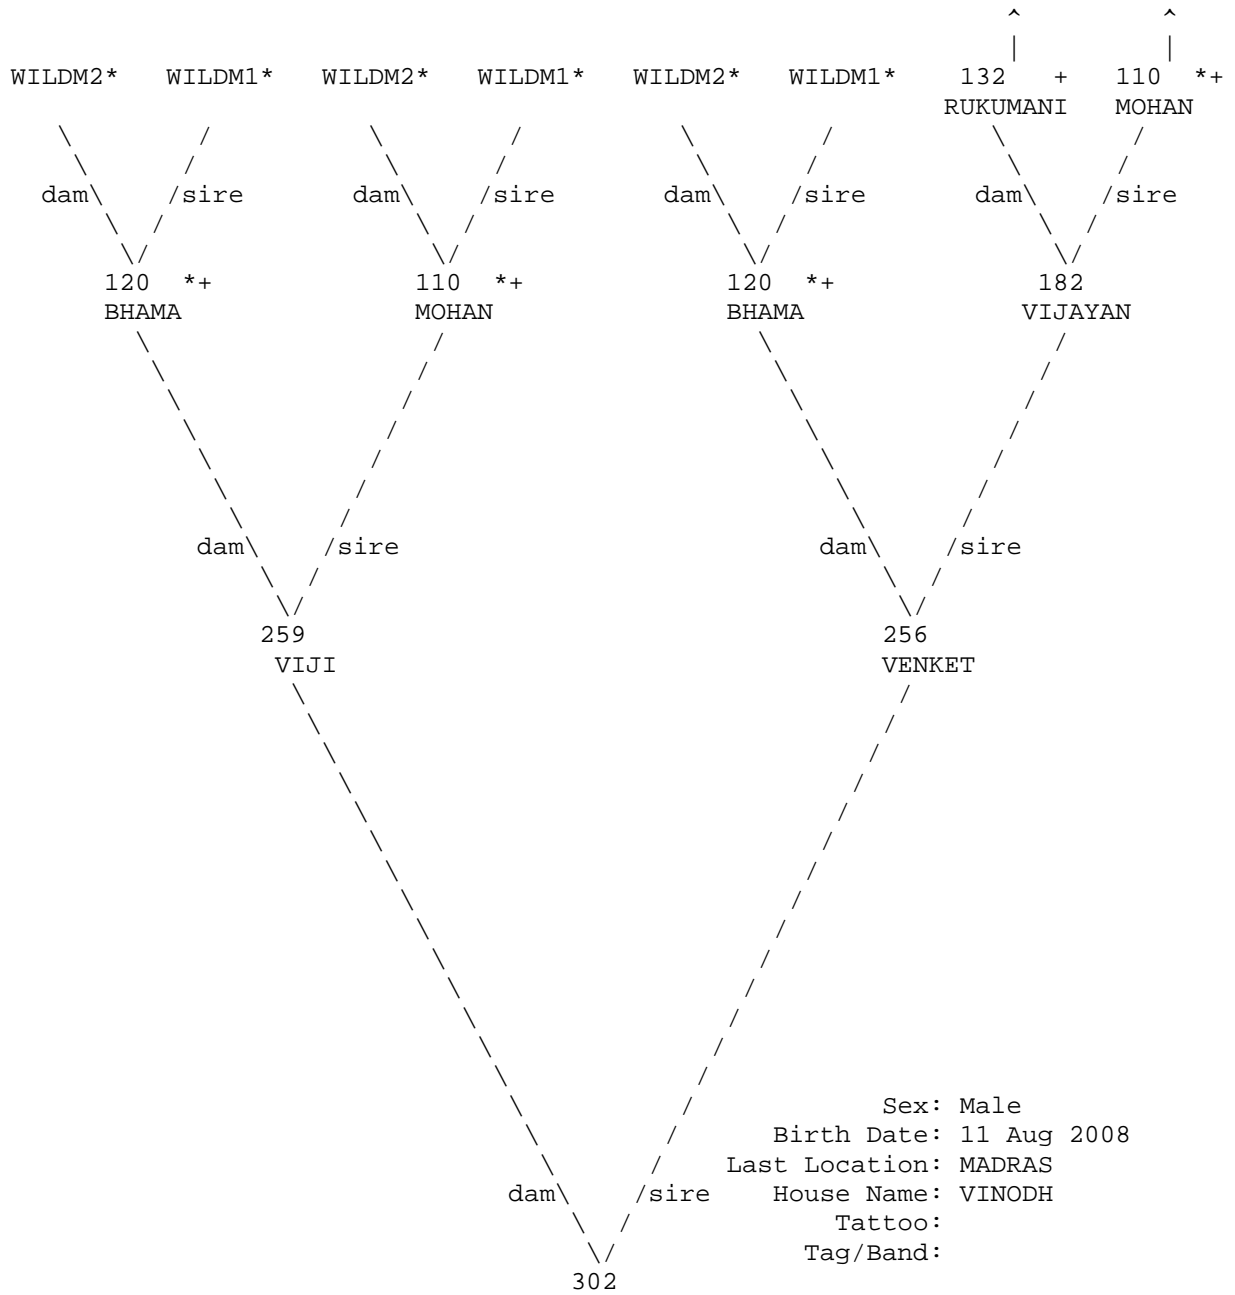 ^ ^
| |
WILDM2* WILDM1* WILDM2* WILDM1* WILDM2* WILDM1* 132 + 110 *+
RUKUMANI MOHAN
dam\ /sire dam\ /sire dam\ /sire dam\ /sire
120 *+ 110 *+ 120 *+ 182
BHAMA MOHAN BHAMA VIJAYAN
dam\ /sire dam\ /sire
259 256
VIJI VENKET
Sex: Male
Birth Date: 11 Aug 2008
Last Location: MADRAS
dam\ /sire House Name: VINODH
Tattoo:
Tag/Band:
302